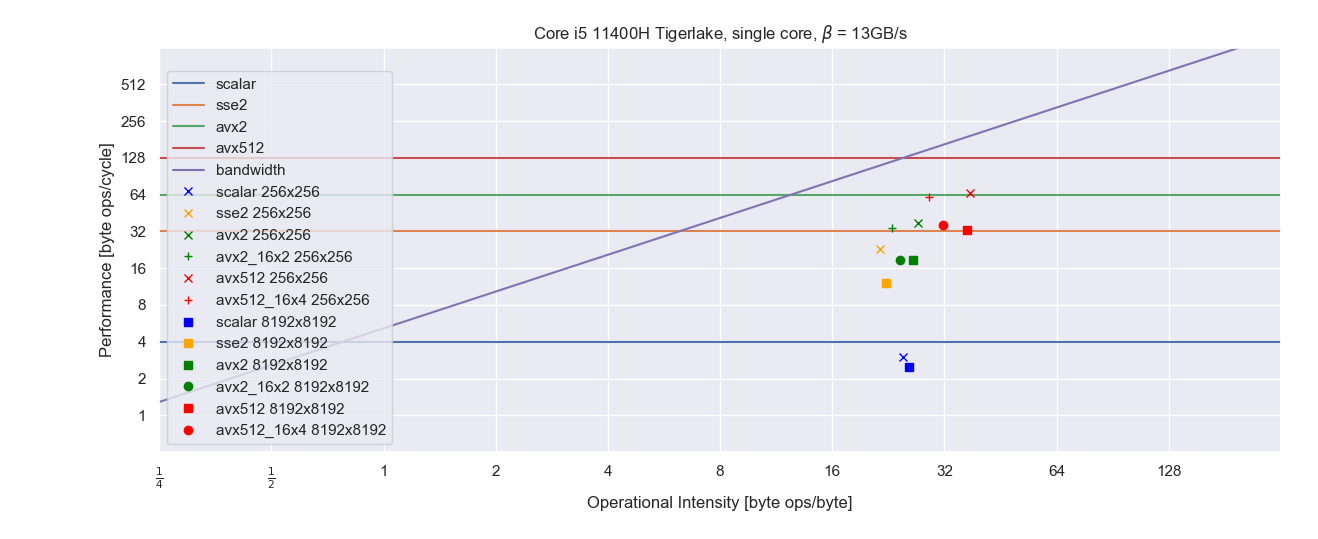 Core i5 11400H Tigerlake, single core, β = 13GB/s
Performance [byte ops/cycle]
512
256
128
64
32
16
8
4
2
1
scalar
sse2
avx2
avx512
bandwidth
scalar 256x256
sse2 256x256
avx2 256x256
avx2_16x2 256x256
avx512 256x256
avx512_16x4 256x256
scalar 8192x8192
sse2 8192x8192
avx2 8192x8192
avx2_16x2 8192x8192
avx512 8192x8192
avx512_16x4 8192x8192
1/4 1/2 1 2 4 8 16 32 64 128
Operational Intensity [byte ops/byte]